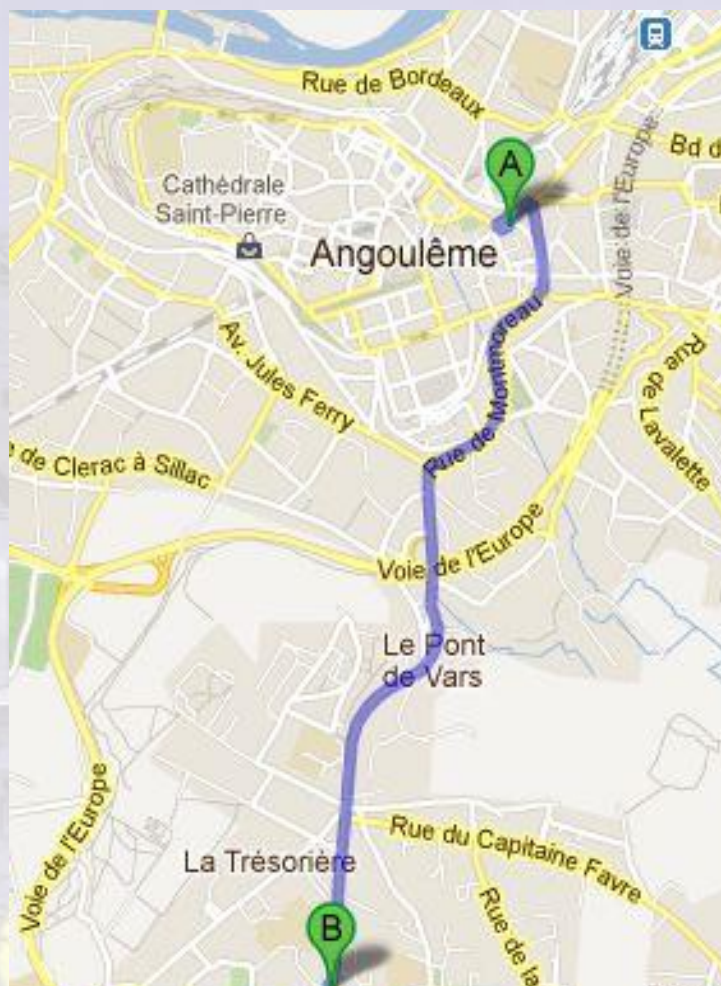 Rue de Bordeaux
Bd d
Voie de l'Europe
A
Cathédrale
Saint-Pierre
Angoulême
Rue de Montmoreau
Av. Jules Ferry
Rue de Lavalette
e de Clerac à Sillac
Voie de l'Europe
Le Pont
de Vars
Voie de l'Europe
Rue du Capitaine Favre
La Trésorière
Rue de la
B